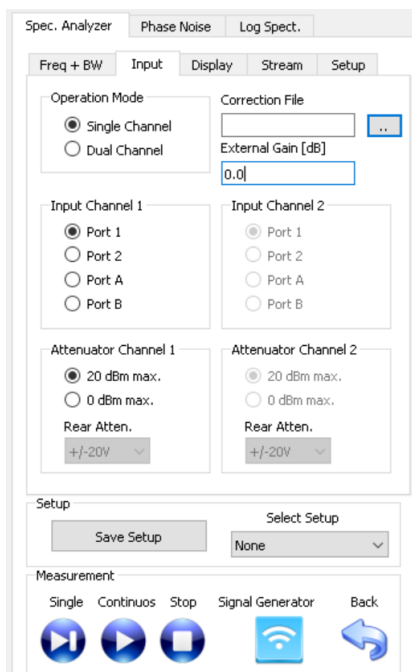 Spec. Analyzer Phase Noise Log Spect.
Freq + BW Input Display Stream Setup
Operation Mode
Single Channel
Dual Channel
Correction File
..
External Gain [dB]
0.0
Input Channel 1
Port 1
Port 2
Port A
Port B
Input Channel 2
Port 1
Port 2
Port A
Port B
Attenuator Channel 1
20 dBm max.
0 dBm max.
Rear Atten.
+/-20V
Attenuator Channel 2
20 dBm max.
0 dBm max.
Rear Atten.
+/-20V
Setup
Save Setup
Select Setup
None
Measurement
Single Continuos Stop Signal Generator Back